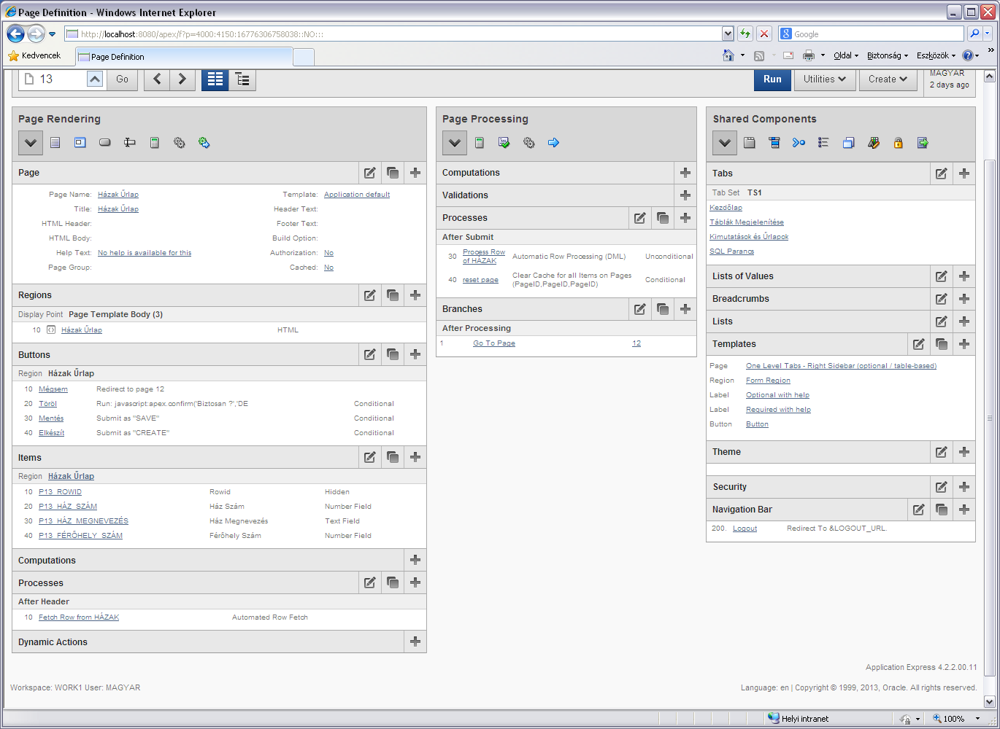 Page Definition - Windows Internet Explorer
http://localhost:8080/apex/f?p=4000:4150:16776306758038::NO:::
Google
Kedvencek
Page Definition
Oldal
Biztonság
Eszközök
13
Go
Run
Utilities
Create
MAGYAR
2 days ago
Page Rendering
Page
Page Name: Házak Űrlap Template: Application default
Title: Házak Űrlap Header Text:
HTML Header: Footer Text:
HTML Body: Build Option:
Help Text: No help is available for this Authorization: No
Page Group: Cached: No
Regions
Display Point Page Template Body (3)
10 Házak Űrlap HTML
Buttons
Region Házak Űrlap
10 Mégsem Redirect to page 12
20 Töröl Run: javascript:apex.confirm('Biztosan ?','DE Conditional
30 Mentés Submit as "SAVE" Conditional
40 Elkészít Submit as "CREATE" Conditional
Items
Region Házak Űrlap
10 P13_ROWID Rowid Hidden
20 P13_HÁZ_SZÁM Ház Szám Number Field
30 P13_HÁZ_MEGNEVEZÉS Ház Megnevezés Text Field
40 P13_FÉRŐHELY_SZÁM Férőhely Szám Number Field
Computations
Processes
After Header
10 Fetch Row from HÁZAK Automated Row Fetch
Dynamic Actions
Page Processing
Computations
Validations
Processes
After Submit
30 Process Row of HÁZAK Automatic Row Processing (DML) Unconditional
40 reset page Clear Cache for all Items on Pages (PageID,PageID,PageID) Conditional
Branches
After Processing
1 Go To Page 12
Shared Components
Tabs
Tab Set TS1
Kezdőlap
Táblák Megjelenítése
Kimutatások és Űrlapok
SQL Parancs
Lists of Values
Breadcrumbs
Lists
Templates
Page One Level Tabs - Right Sidebar (optional / table-based)
Region Form Region
Label Optional with help
Label Required with help
Button Button
Theme
Security
Navigation Bar
200. Logout Redirect To &LOGOUT_URL.
Application Express 4.2.2.00.11
Workspace: WORK1 User: MAGYAR
Language: en | Copyright © 1999, 2013, Oracle. All rights reserved.
Helyi intranet
100%